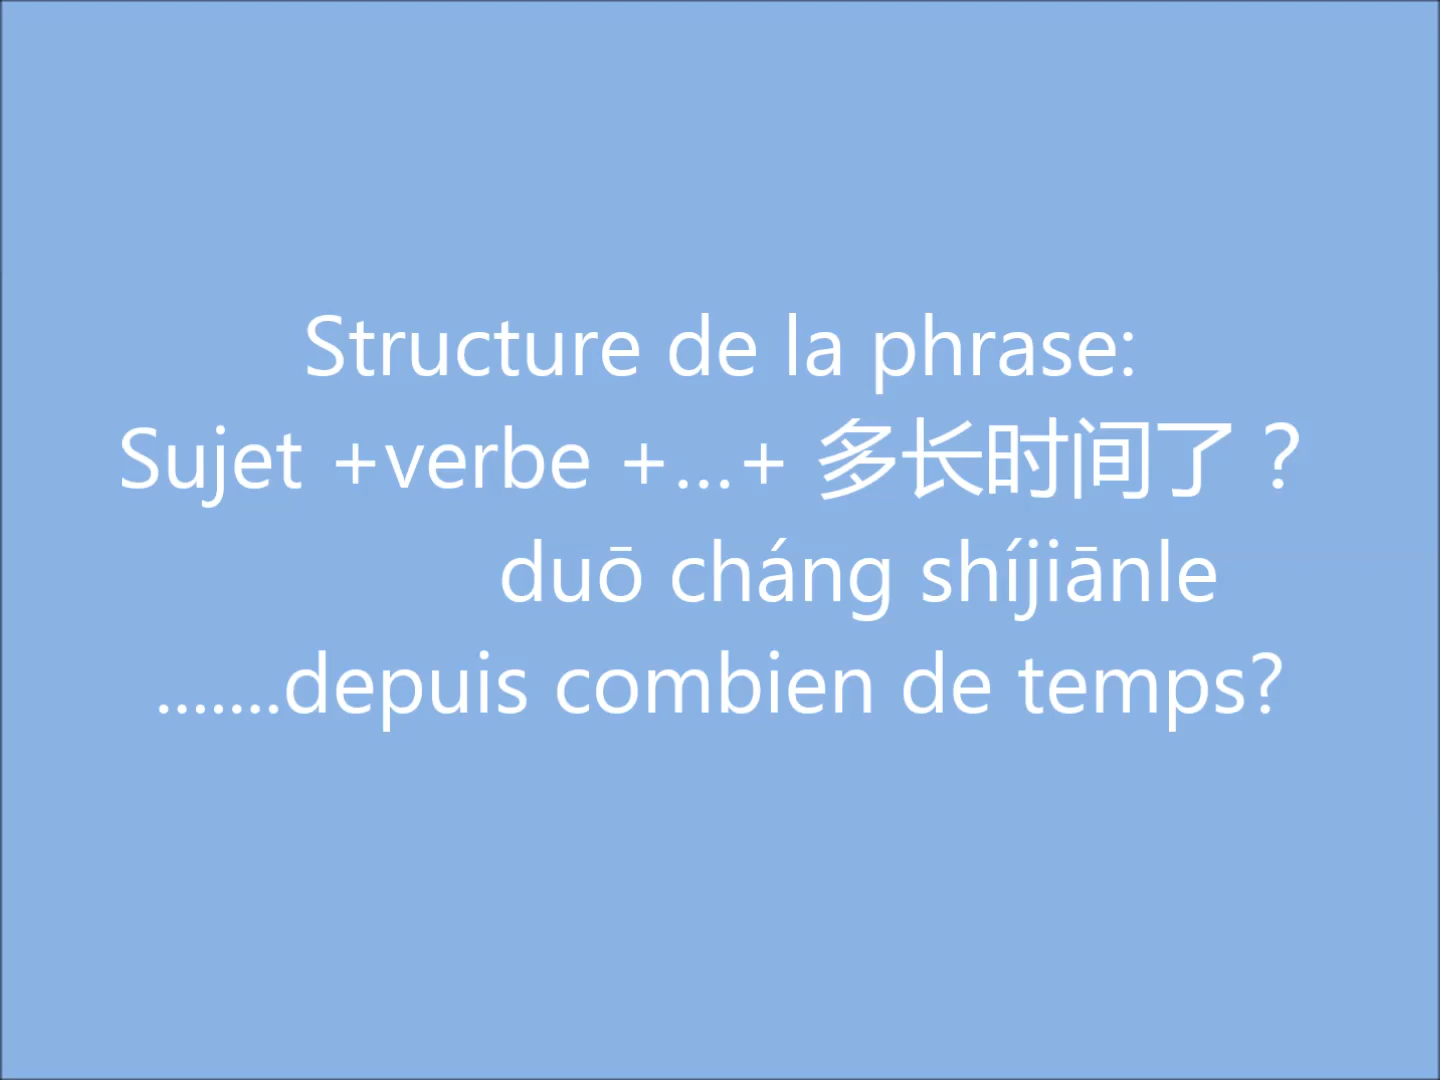 Structure de la phrase:
Sujet +verbe +...+ 多长时间了？
duō cháng shíjiānle
.......depuis combien de temps?